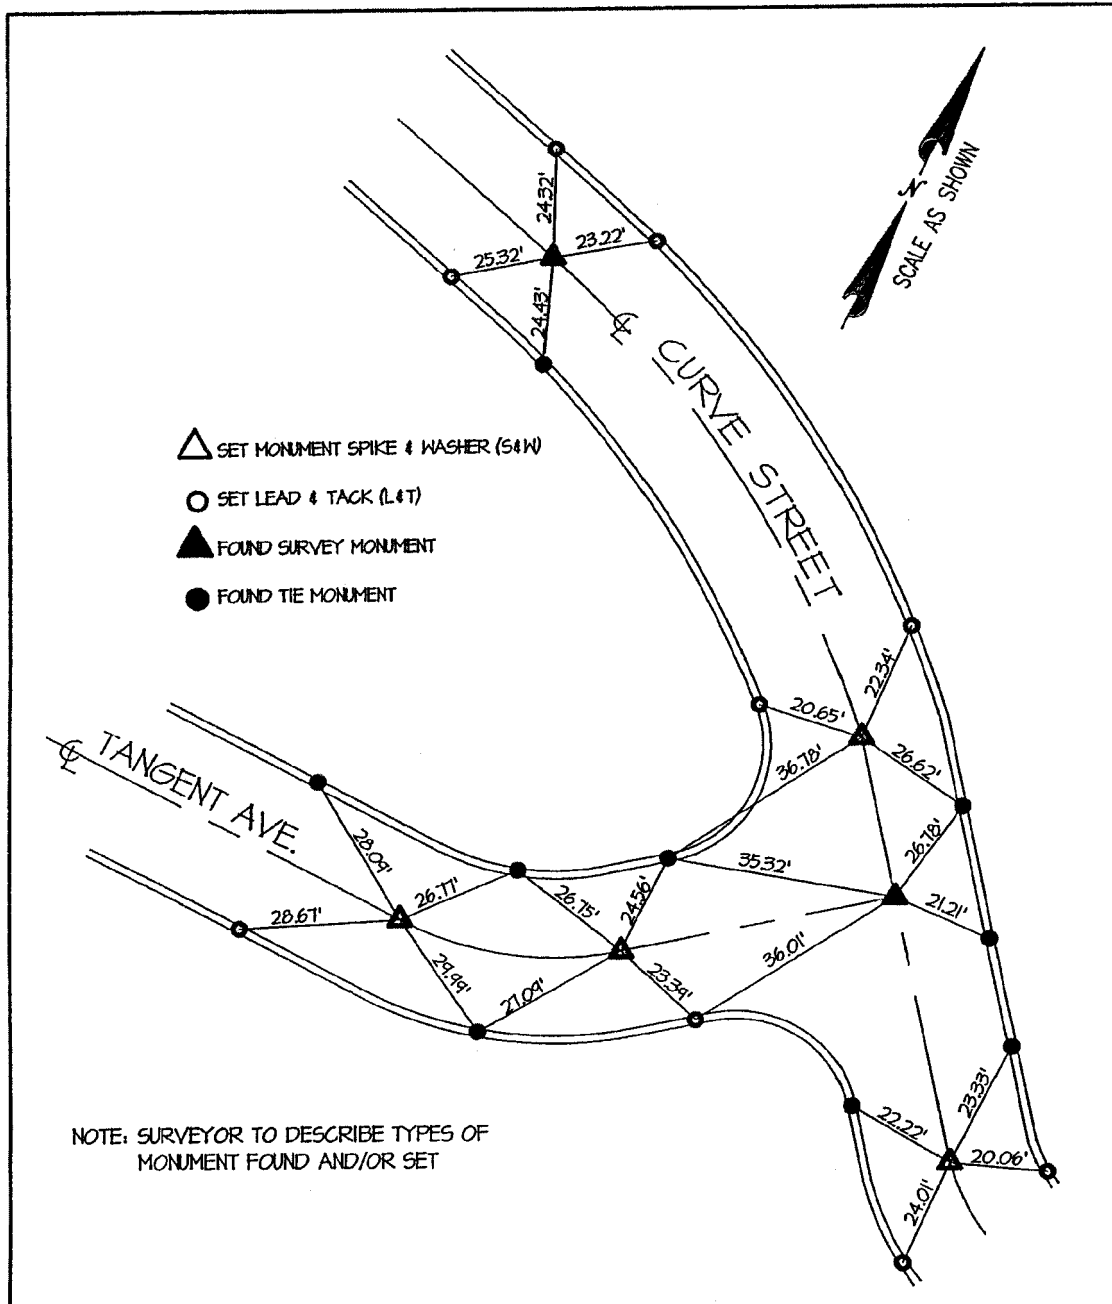 24.32'
23.22'
25.32'
24.43'
N
SCALE AS SHOWN
℄ CURVE STREET
SET MONUMENT SPIKE & WASHER (S&W)
SET LEAD & TACK (L&T)
FOUND SURVEY MONUMENT
FOUND TIE MONUMENT
22.34'
20.65'
36.78'
26.62'
℄ TANGENT AVE.
28.09'
26.77'
26.75'
24.56'
35.32'
26.78'
28.67'
21.21'
29.99'
27.09'
23.39'
36.01'
23.33'
22.22'
20.06'
24.01'
NOTE: SURVEYOR TO DESCRIBE TYPES OF
MONUMENT FOUND AND/OR SET